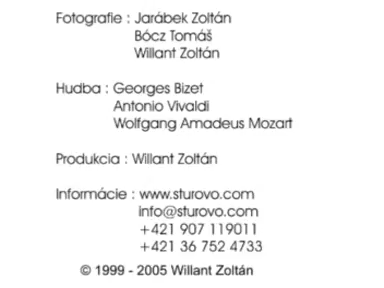 Fotografie : Jarábek Zoltán
Bócz Tomáš
Willant Zoltán
Hudba : Georges Bizet
Antonio Vivaldi
Wolfgang Amadeus Mozart
Produkcia : Willant Zoltán
Informácie : www.sturovo.com
info@sturovo.com
+421 907 119011
+421 36 752 4733
© 1999 - 2005 Willant Zoltán